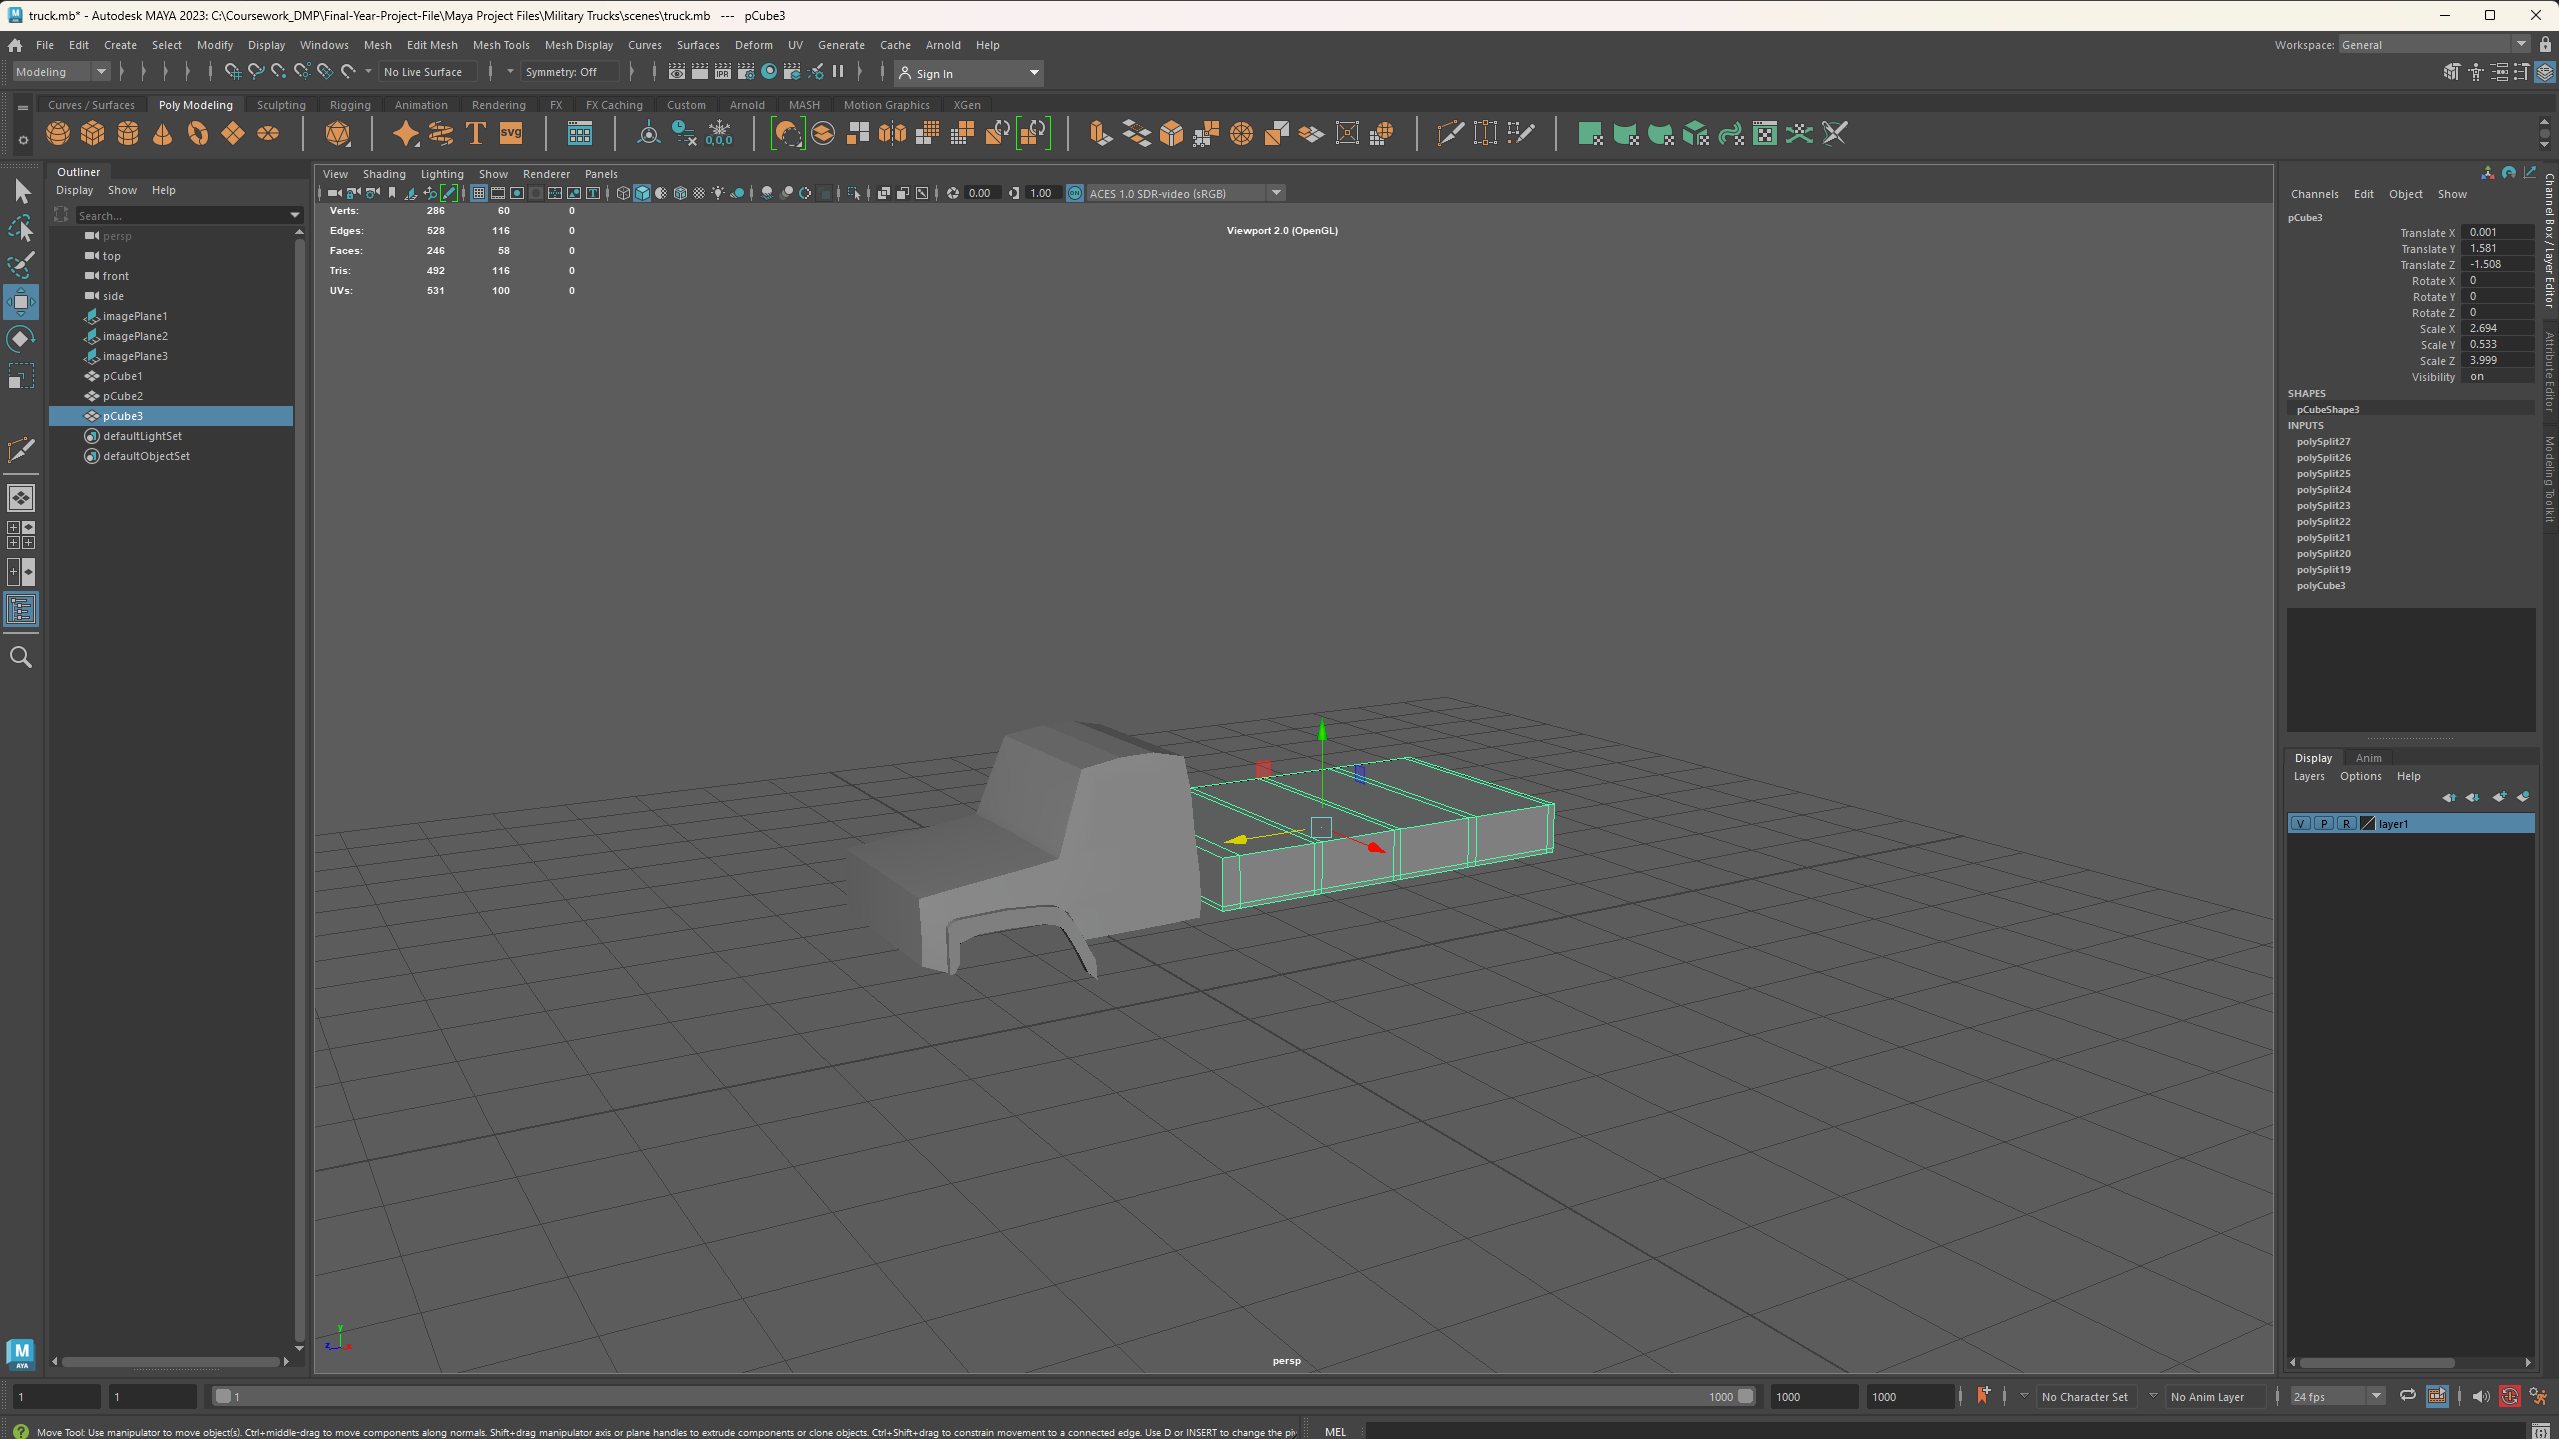 truck.mb* - Autodesk MAYA 2023: C:\Coursework_DMP\Final-Year-Project-File\Maya Project Files\Military Trucks\scenes\truck.mb --- pCube3
File Edit Create Select Modify Display Windows Mesh Edit Mesh Mesh Tools Mesh Display Curves Surfaces Deform UV Generate Cache Arnold Help
Workspace: General
Modeling No Live Surface Symmetry: Off IPR Sign In
Curves / Surfaces Poly Modeling Sculpting Rigging Animation Rendering FX FX Caching Custom Arnold MASH Motion Graphics XGen
T SVG 0,0,0
Outliner
Display Show Help
Search...
persp
top
front
side
imagePlane1
imagePlane2
imagePlane3
pCube1
pCube2
pCube3
defaultLightSet
defaultObjectSet
View Shading Lighting Show Renderer Panels
0.00 1.00 ON ACES 1.0 SDR-video (sRGB)
Verts: 286 60 0
Edges: 528 116 0
Faces: 246 58 0
Tris: 492 116 0
UVs: 531 100 0
Viewport 2.0 (OpenGL)
persp
y
z
x
Channels Edit Object Show
pCube3
Translate X 0.001
Translate Y 1.581
Translate Z -1.508
Rotate X 0
Rotate Y 0
Rotate Z 0
Scale X 2.694
Scale Y 0.533
Scale Z 3.999
Visibility on
SHAPES
pCubeShape3
INPUTS
polySplit27
polySplit26
polySplit25
polySplit24
polySplit23
polySplit22
polySplit21
polySplit20
polySplit19
polyCube3
Channel Box / Layer Editor
Attribute Editor
Modeling Toolkit
Display Anim
Layers Options Help
V P R layer1
M
AYA
1 1 1 1000 1000 1000 No Character Set No Anim Layer 24 fps
Move Tool: Use manipulator to move object(s). Ctrl+middle-drag to move components along normals. Shift+drag manipulator axis or plane handles to extrude components or clone objects. Ctrl+Shift+drag to constrain movement to a connected edge. Use D or INSERT to change the pi
MEL